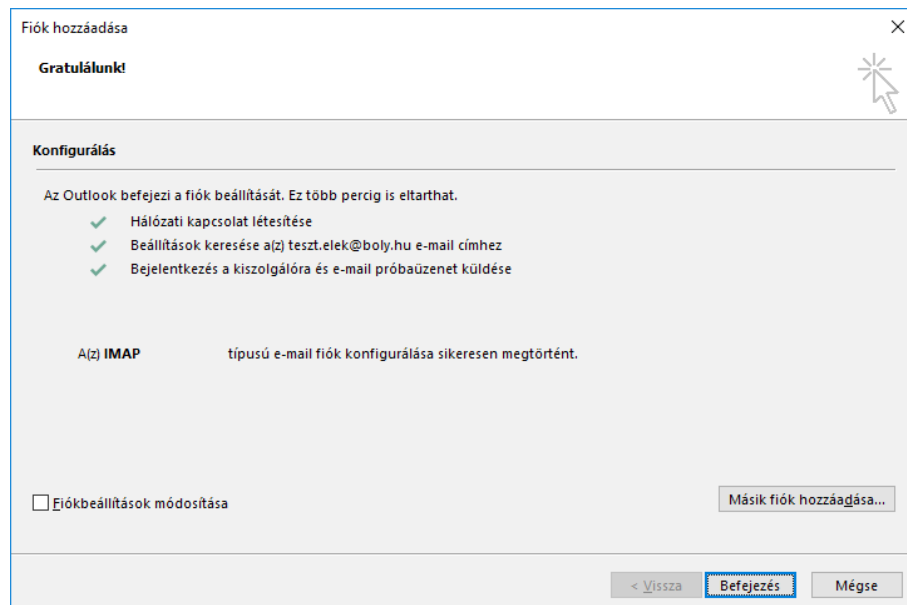 Fiók hozzáadása
Gratulálunk!
Konfigurálás
Az Outlook befejezi a fiók beállítását. Ez több percig is eltarthat.
Hálózati kapcsolat létesítése
Beállítások keresése a(z) teszt.elek@boly.hu e-mail címhez
Bejelentkezés a kiszolgálóra és e-mail próbaüzenet küldése
A(z) IMAP típusú e-mail fiók konfigurálása sikeresen megtörtént.
Fiókbeállítások módosítása
Másik fiók hozzáadása...
< Vissza Befejezés Mégse